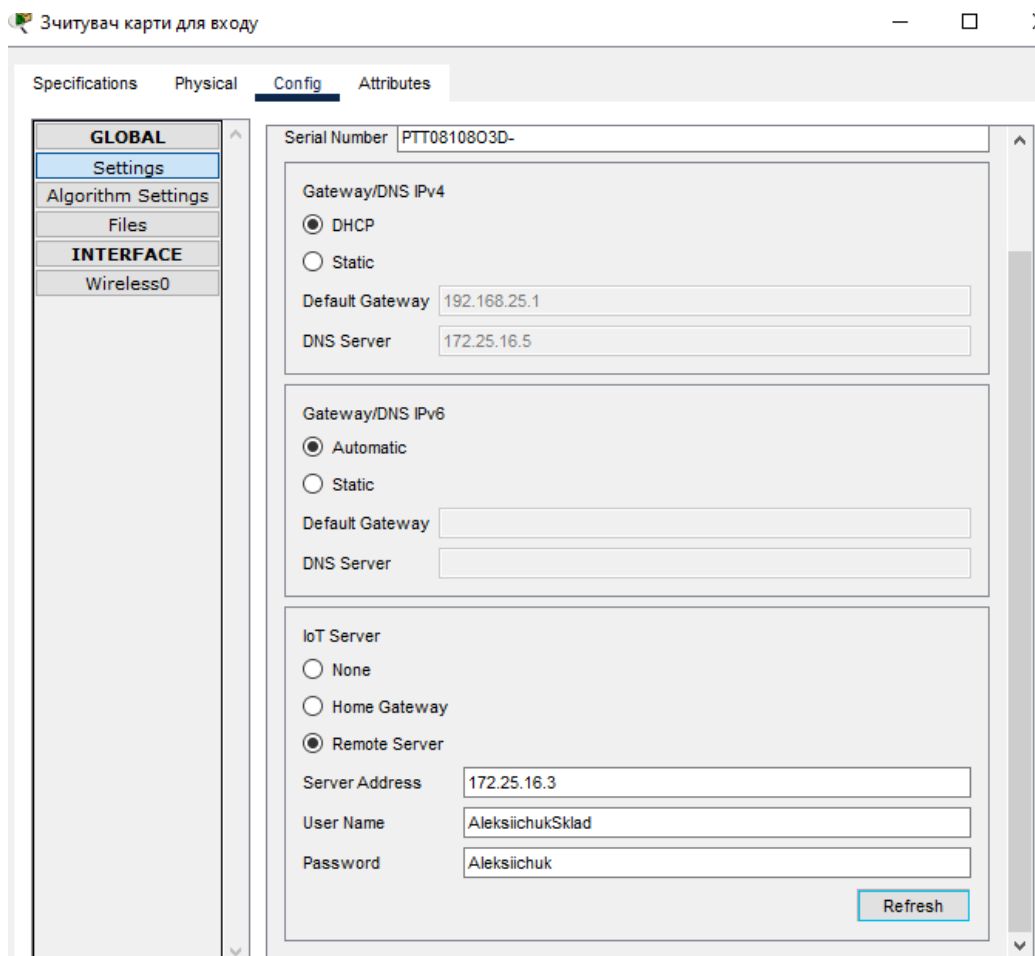 Зчитувач карти для входу
Specifications Physical Config Attributes
GLOBAL
Settings
Algorithm Settings
Files
INTERFACE
Wireless0
Serial Number PTT08108O3D-
Gateway/DNS IPv4
DHCP
Static
Default Gateway 192.168.25.1
DNS Server 172.25.16.5
Gateway/DNS IPv6
Automatic
Static
Default Gateway
DNS Server
IoT Server
None
Home Gateway
Remote Server
Server Address 172.25.16.3
User Name AleksiichukSklad
Password Aleksiichuk
Refresh